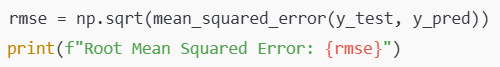 rmse = np.sqrt(mean_squared_error(y_test, y_pred))
print(f"Root Mean Squared Error: {rmse}")